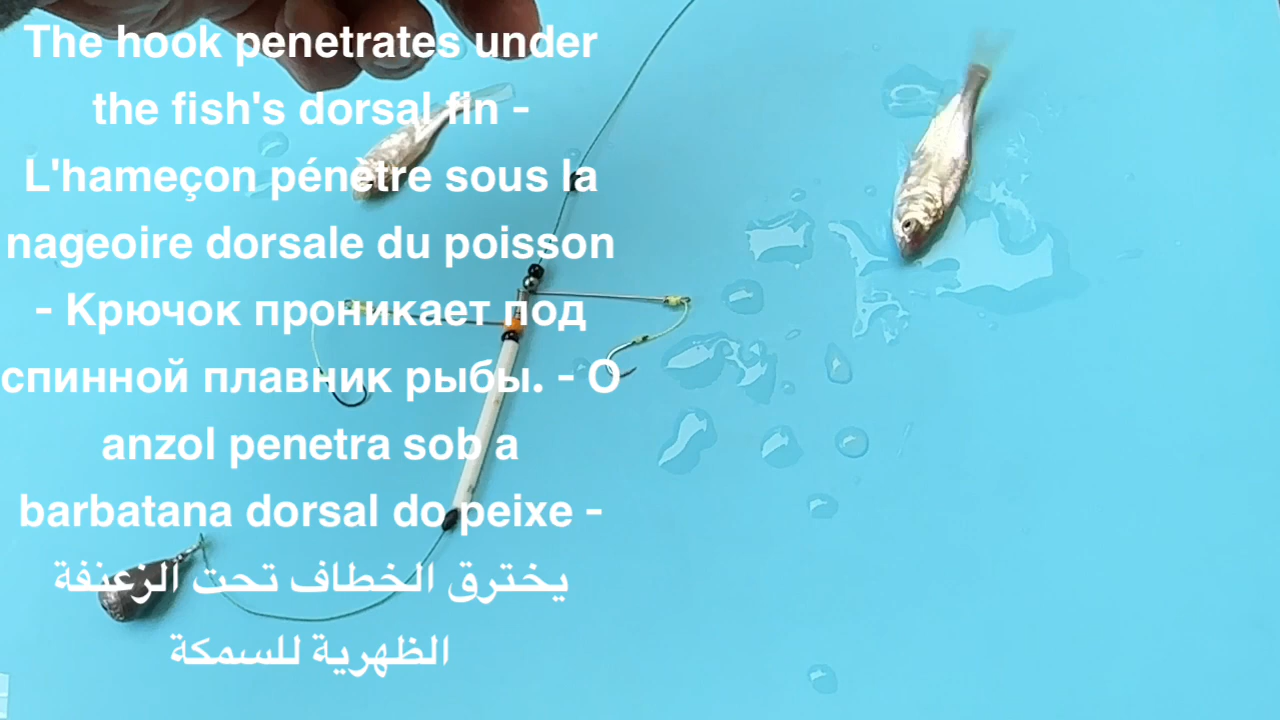 The hook penetrates under
the fish's dorsal fin -
L'hameçon pénètre sous la
nageoire dorsale du poisson
- Крючок проникает под
спинной плавник рыбы. - O
anzol penetra sob a
barbatana dorsal do peixe -
يخترق الخطاف تحت الزعنفة
الظهرية للسمكة